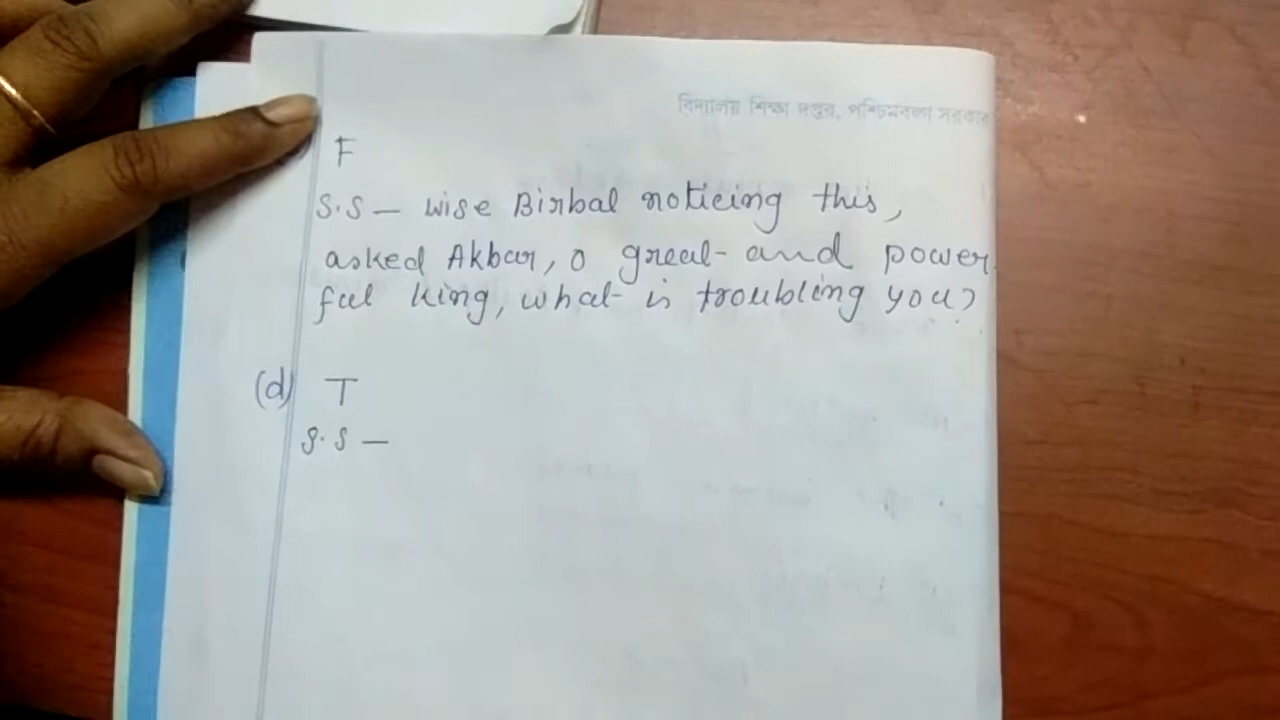 বিদ্যালয় শিক্ষা দপ্তর, পশ্চিমবঙ্গ সরকার
F
S.S — Wise Birbal noticing this,
asked Akbar, O great and power-
ful king, what is troubling you?
(d) T
S.S —